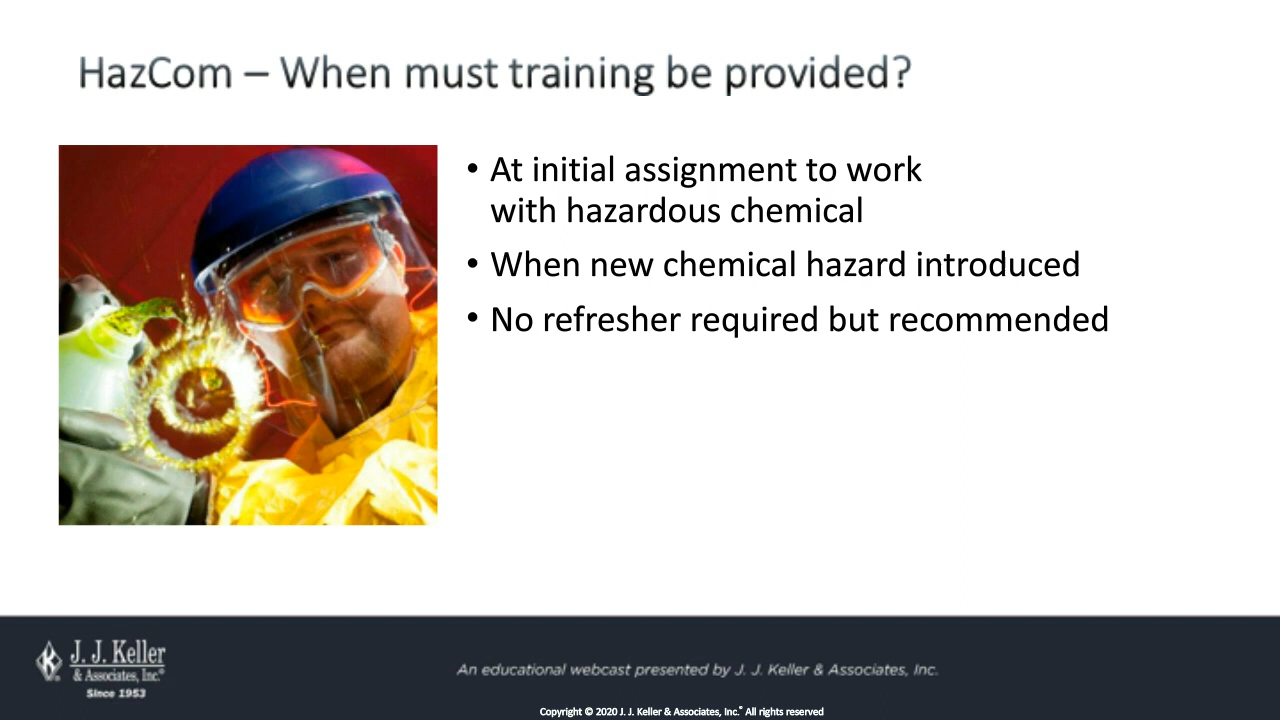 HazCom – When must training be provided?
• At initial assignment to work
with hazardous chemical
• When new chemical hazard introduced
• No refresher required but recommended
J. J. Keller
& Associates, Inc.®
Since 1953
An educational webcast presented by J. J. Keller & Associates, Inc.
Copyright © 2020 J. J. Keller & Associates, Inc.® All rights reserved